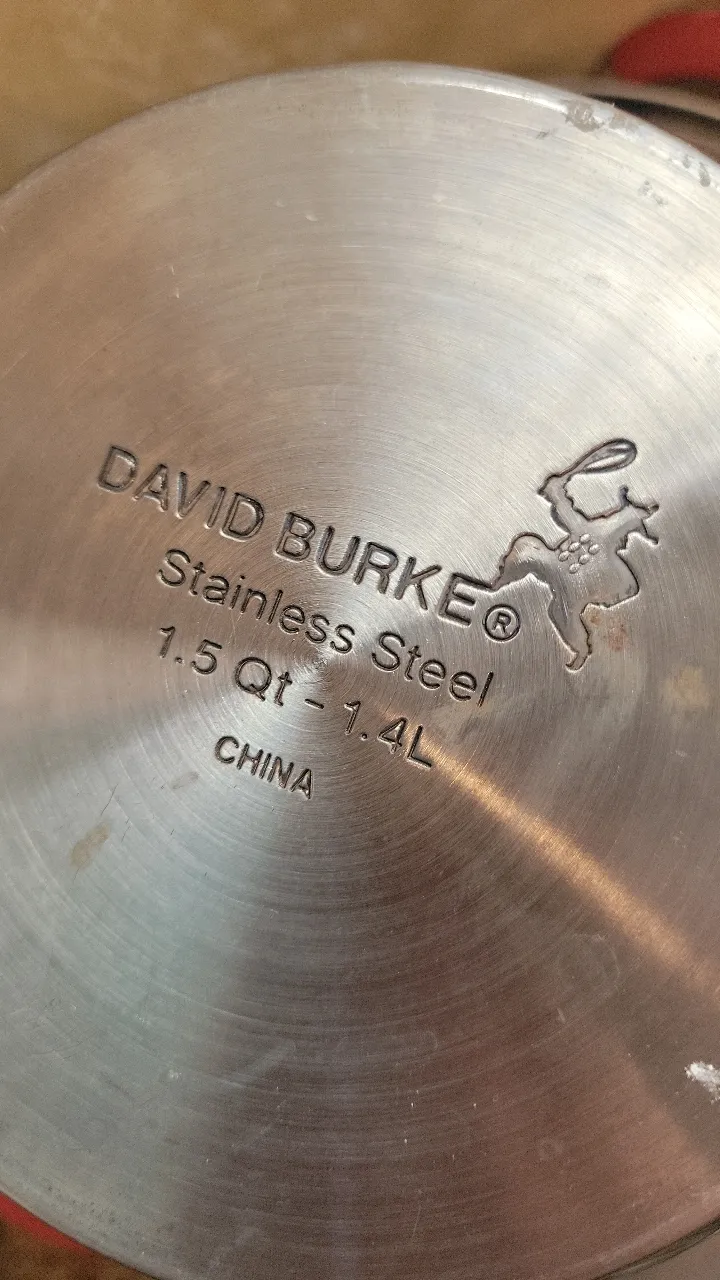 DAVID BURKE®
Stainless Steel
1.5 Qt - 1.4L
CHINA